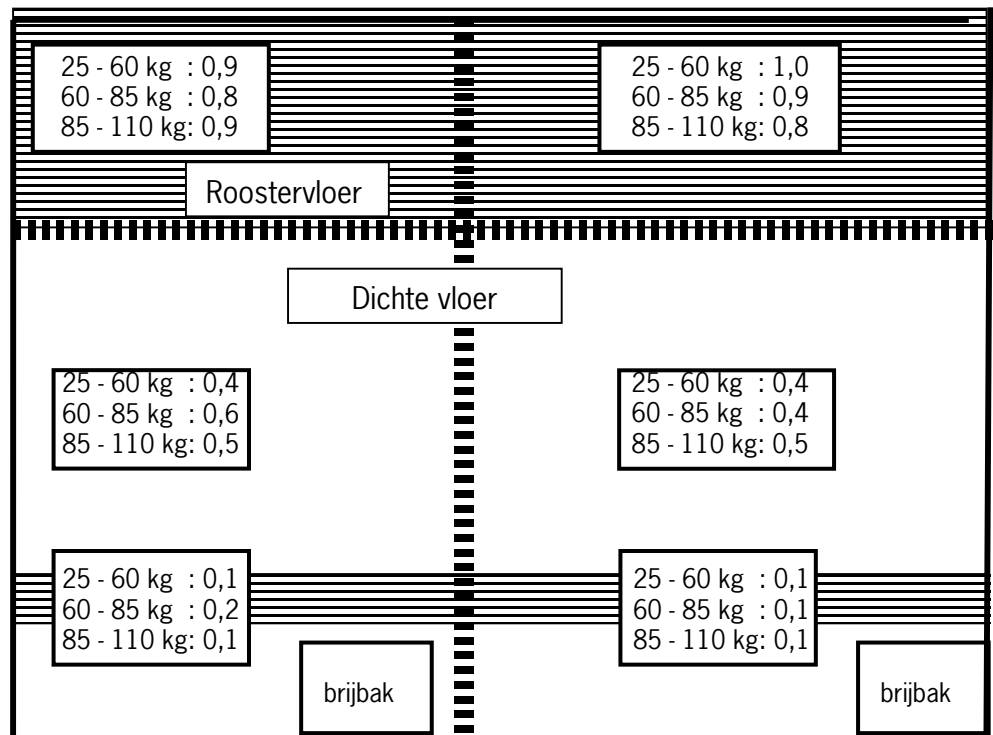 25 - 60 kg : 0,9
60 - 85 kg : 0,8
85 - 110 kg: 0,9
25 - 60 kg : 1,0
60 - 85 kg : 0,9
85 - 110 kg: 0,8
Roostervloer
Dichte vloer
25 - 60 kg : 0,4
60 - 85 kg : 0,6
85 - 110 kg: 0,5
25 - 60 kg : 0,4
60 - 85 kg : 0,4
85 - 110 kg: 0,5
25 - 60 kg : 0,1
60 - 85 kg : 0,2
85 - 110 kg: 0,1
25 - 60 kg : 0,1
60 - 85 kg : 0,1
85 - 110 kg: 0,1
brijbak
brijbak